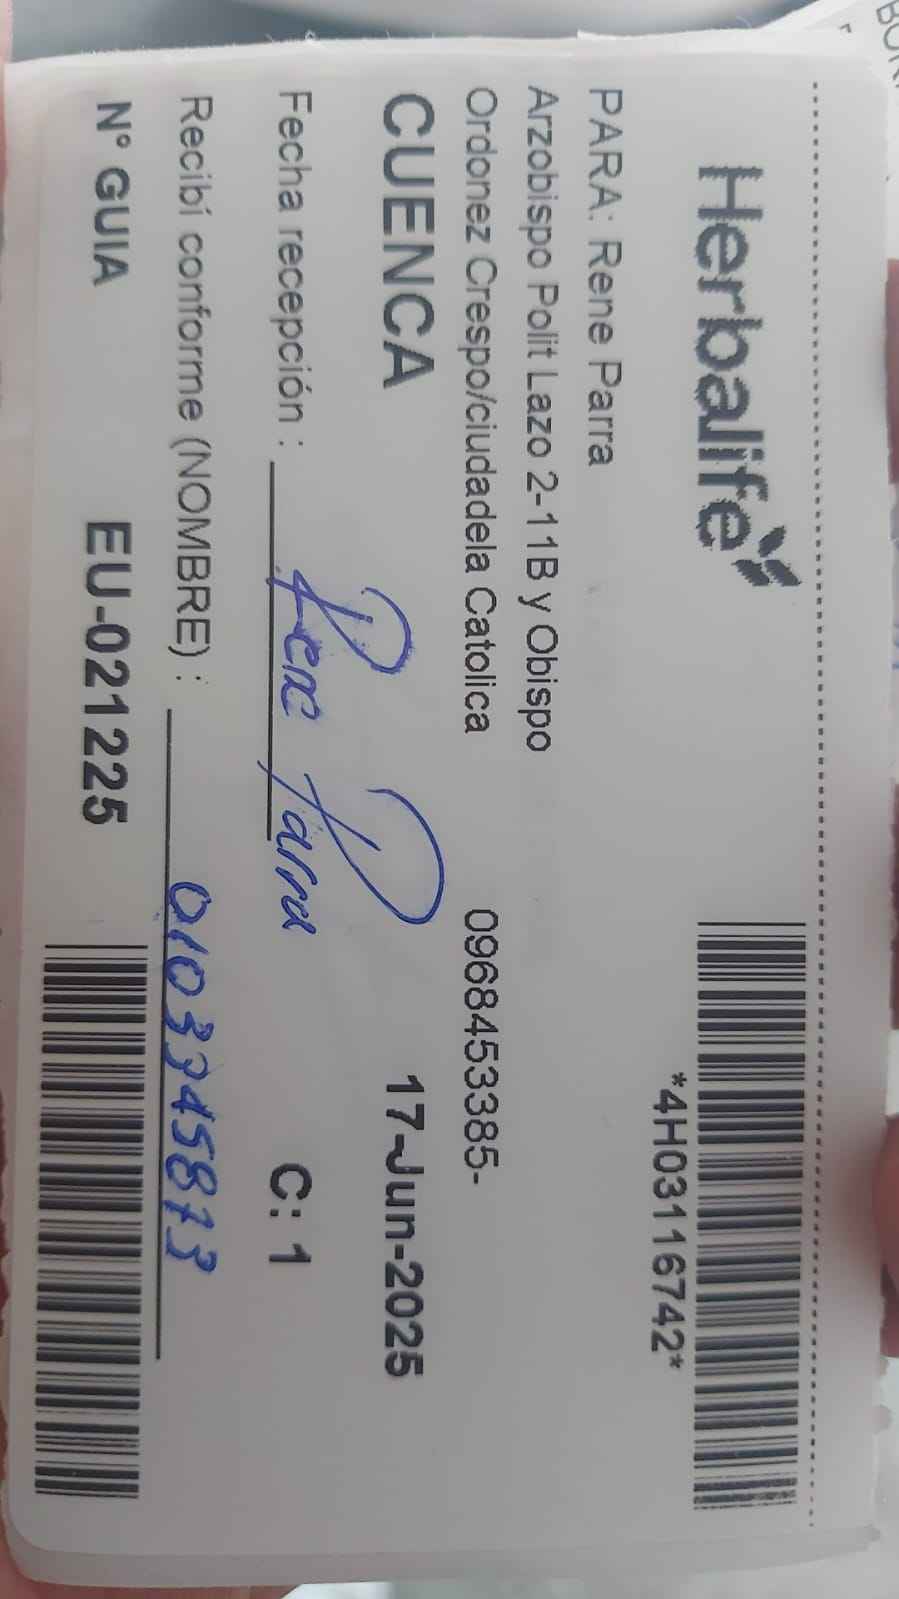 Herbalife
*4H03116742*
PARA: Rene Parra
Arzobispo Polit Lazo 2-11B y Obispo
Ordonez Crespo/ciudadela Catolica 0968453385-
CUENCA 17-Jun-2025
Fecha recepción : Rene Parra C: 1
Recibí conforme (NOMBRE) : 0103345873
N° GUIA EU-021225